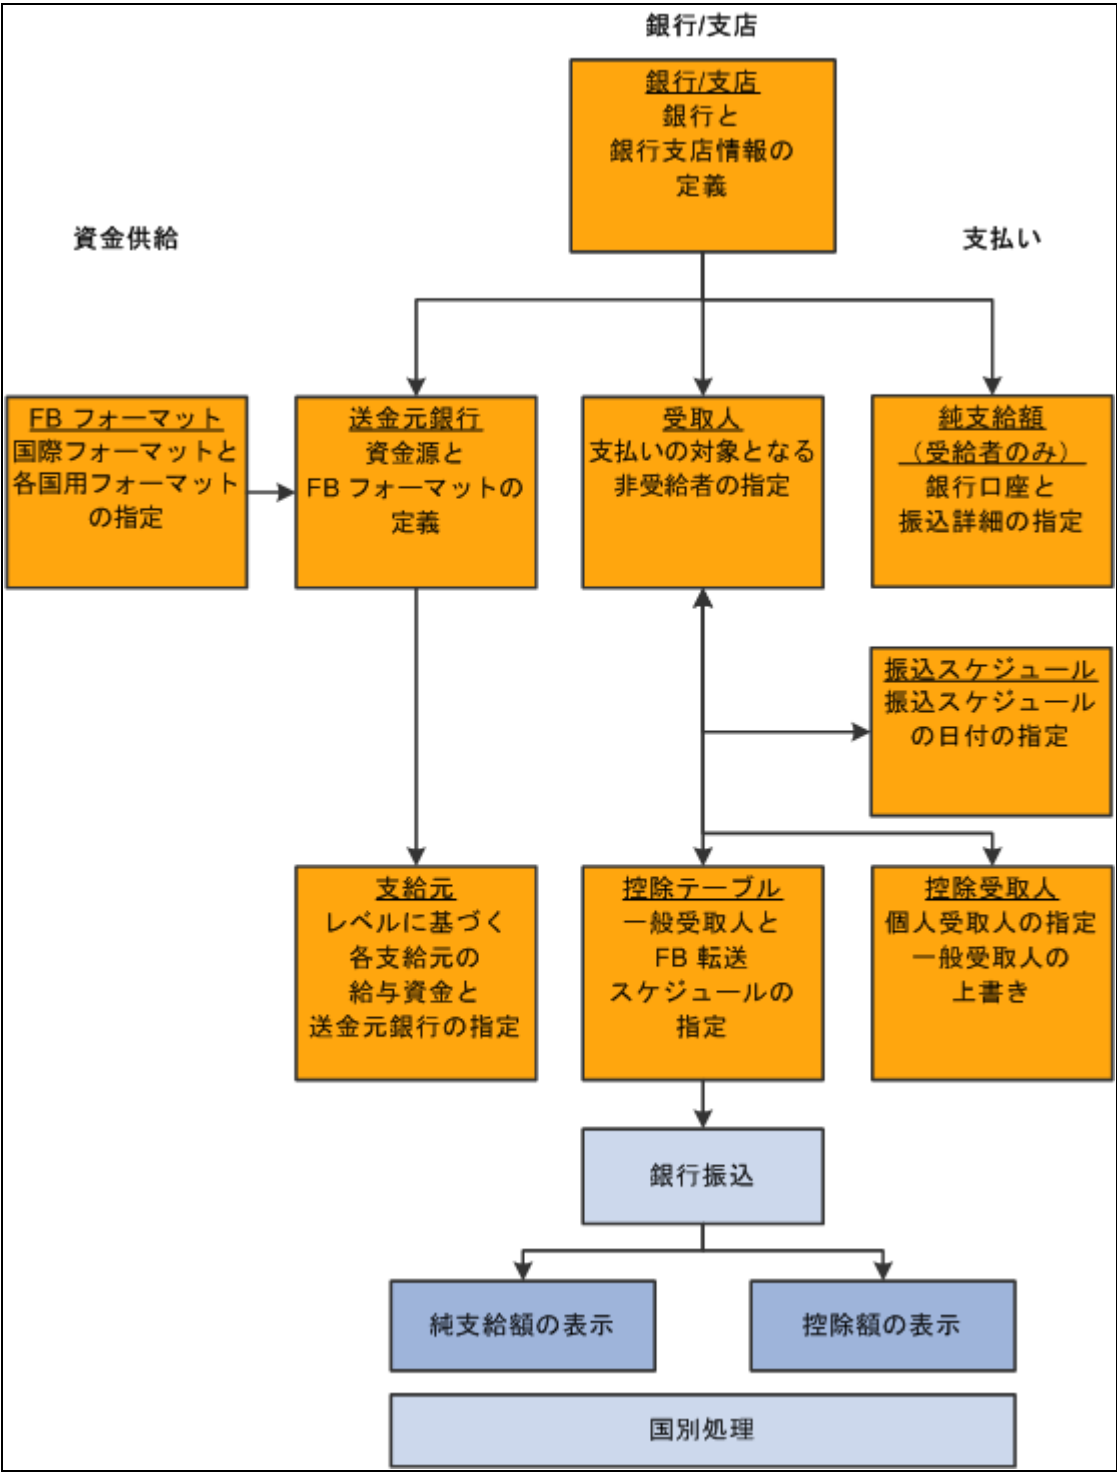 銀行/支店
銀行/支店
銀行と
銀行支店情報の
定義
資金供給
支払い
FB フォーマット
国際フォーマットと
各国用フォーマット
の指定
送金元銀行
資金源と
FB フォーマットの
定義
受取人
支払いの対象となる
非受給者の指定
純支給額
（受給者のみ）
銀行口座と
振込詳細の指定
振込スケジュール
振込スケジュール
の日付の指定
支給元
レベルに基づく
各支給元の
給与資金と
送金元銀行の指定
控除テーブル
一般受取人と
FB 転送
スケジュールの
指定
控除受取人
個人受取人の指定
一般受取人の
上書き
銀行振込
純支給額の表示
控除額の表示
国別処理